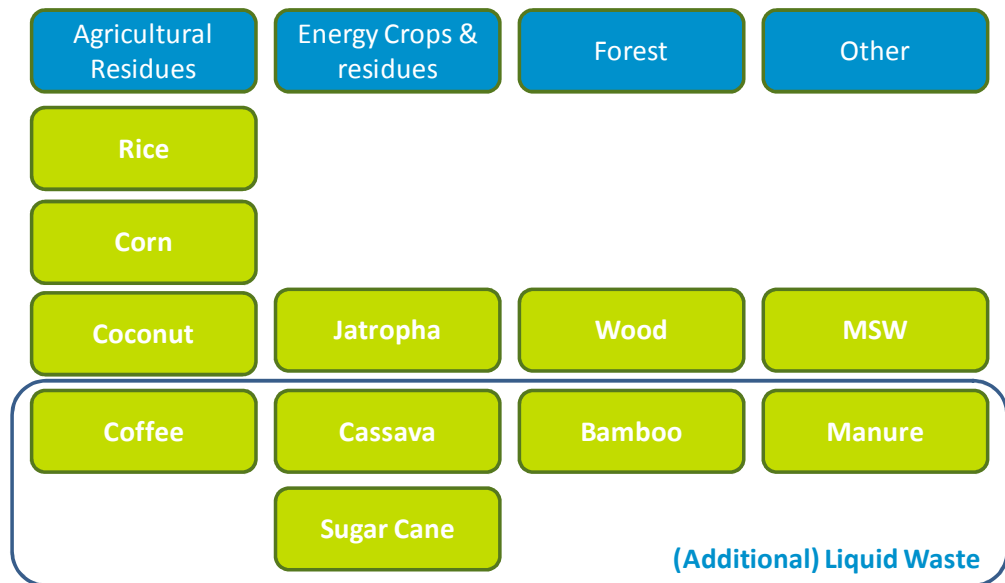 Agricultural
Residues
Energy Crops &
residues
Forest
Other
Rice
Corn
Coconut
Jatropha
Wood
MSW
Coffee
Cassava
Bamboo
Manure
Sugar Cane
(Additional) Liquid Waste